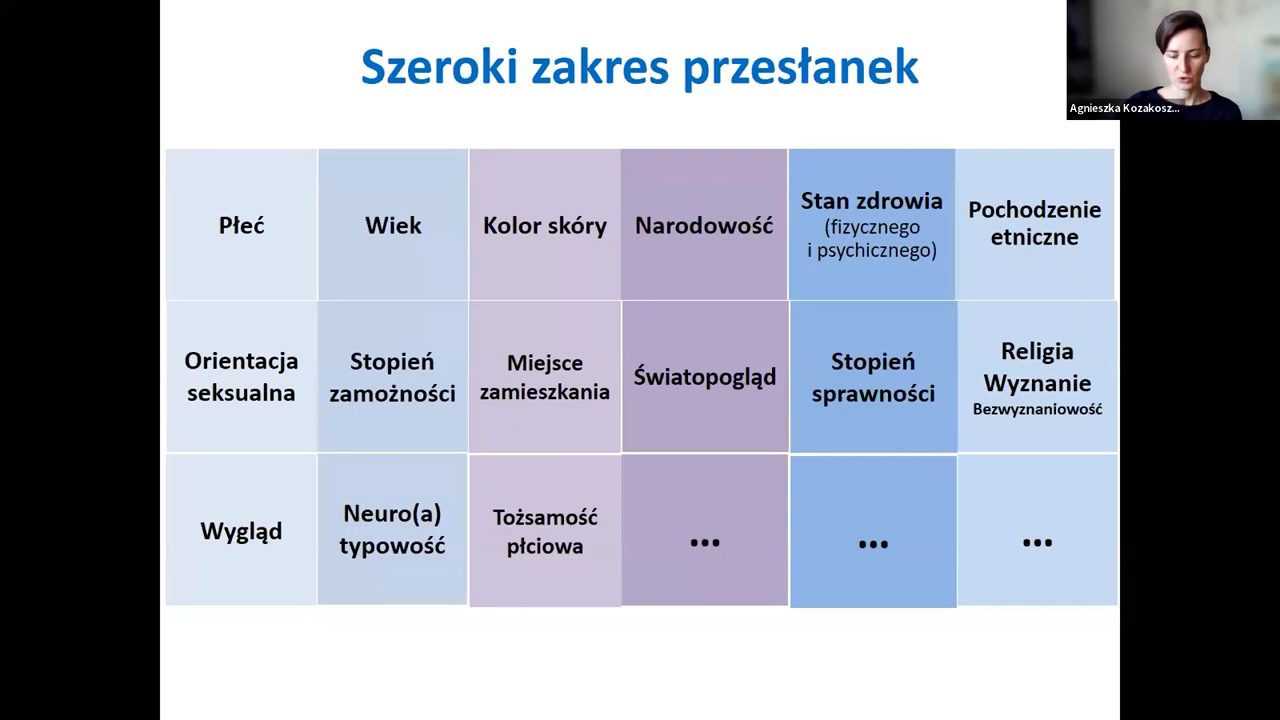 Szeroki zakres przesłanek
Agnieszka Kozakosz...
Płeć
Wiek
Kolor skóry
Narodowość
Stan zdrowia
(fizycznego
i psychicznego)
Pochodzenie
etniczne
Orientacja
seksualna
Stopień
zamożności
Miejsce
zamieszkania
Światopogląd
Stopień
sprawności
Religia
Wyznanie
Bezwyznaniowość
Wygląd
Neuro(a)
typowość
Tożsamość
płciowa
...
...
...